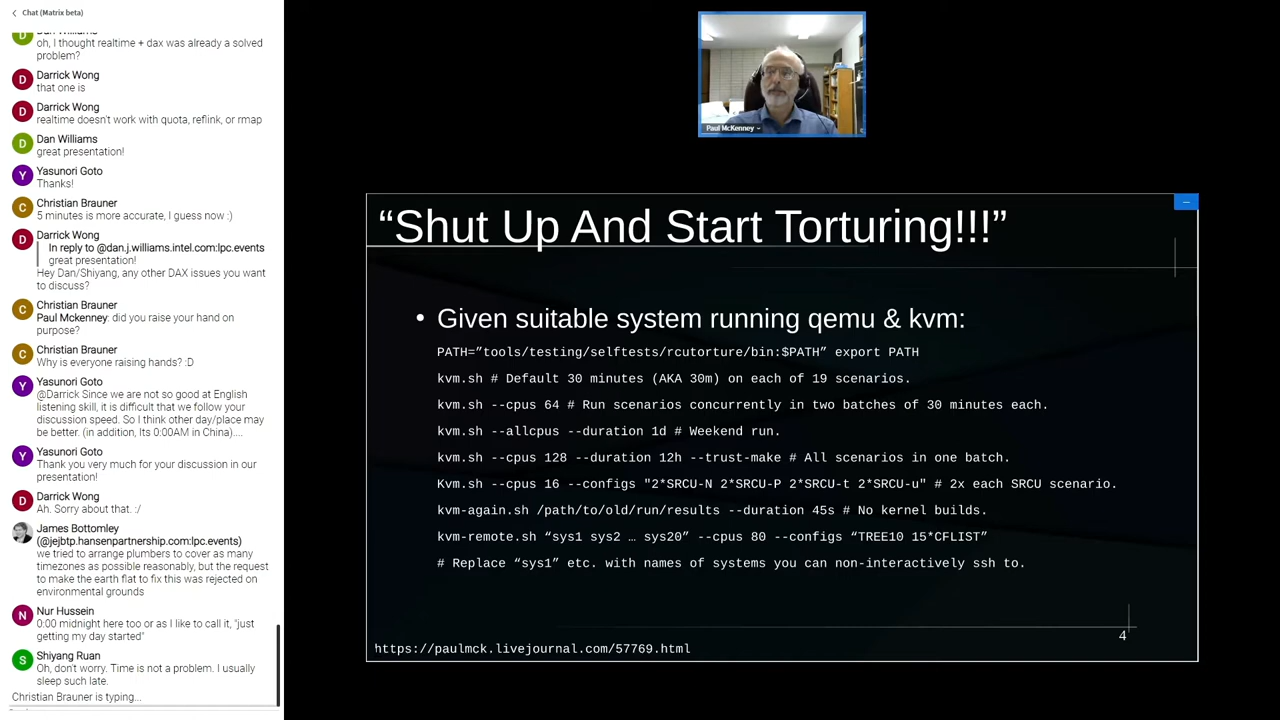 Chat (Matrix beta)
Dan Williams
oh, I thought realtime + dax was already a solved
problem?
D
Darrick Wong
that one is
D
Darrick Wong
realtime doesn't work with quota, reflink, or rmap
D
Dan Williams
great presentation!
Y
Yasunori Goto
Thanks!
C
Christian Brauner
5 minutes is more accurate, I guess now :)
D
Darrick Wong
In reply to @dan.j.williams.intel.com:lpc.events
great presentation!
Hey Dan/Shiyang, any other DAX issues you want
to discuss?
C
Christian Brauner
Paul Mckenney: did you raise your hand on
purpose?
C
Christian Brauner
Why is everyone raising hands? :D
Y
Yasunori Goto
@Darrick Since we are not so good at English
listening skill, it is difficult that we follow your
discussion speed. So I think other day/place may
be better. (in addition, Its 0:00AM in China)....
Y
Yasunori Goto
Thank you very much for your discussion in our
presentation!
D
Darrick Wong
Ah. Sorry about that. :/
James Bottomley
(@jejbtp.hansenpartnership.com:lpc.events)
we tried to arrange plumbers to cover as many
timezones as possible reasonably, but the request
to make the earth flat to fix this was rejected on
environmental grounds
N
Nur Hussein
0:00 midnight here too or as I like to call it, "just
getting my day started"
S
Shiyang Ruan
Oh, don't worry. Time is not a problem. I usually
sleep such late.
Christian Brauner is typing...
Paul McKenney
“Shut Up And Start Torturing!!!”
• Given suitable system running qemu & kvm:
PATH=”tools/testing/selftests/rcutorture/bin:$PATH” export PATH
kvm.sh # Default 30 minutes (AKA 30m) on each of 19 scenarios.
kvm.sh --cpus 64 # Run scenarios concurrently in two batches of 30 minutes each.
kvm.sh --allcpus --duration 1d # Weekend run.
kvm.sh --cpus 128 --duration 12h --trust-make # All scenarios in one batch.
Kvm.sh --cpus 16 --configs "2*SRCU-N 2*SRCU-P 2*SRCU-t 2*SRCU-u" # 2x each SRCU scenario.
kvm-again.sh /path/to/old/run/results --duration 45s # No kernel builds.
kvm-remote.sh “sys1 sys2 … sys20” --cpus 80 --configs “TREE10 15*CFLIST”
# Replace “sys1” etc. with names of systems you can non-interactively ssh to.
4
https://paulmck.livejournal.com/57769.html